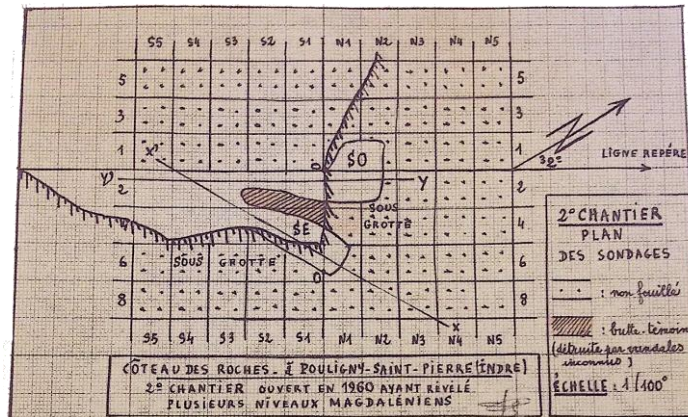 S5 S4 S3 S2 S1 N1 N2 N3 N4 N5
5 5
3 3
1 1
X' O SO 32° LIGNE REPÉRE
Y' Y
2 2
SOUS GROTTE
4
SE
SOUS GROTTE
6 6
O'
8 8
X
S5 S4 S3 S2 S1 N1 N2 N3 N4 N5
2° CHANTIER
PLAN
DES SONDAGES
: non fouillé
: butte-témoin
(détruite par vandales
inconnus)
ÉCHELLE : 1/100°
CÔTEAU DES ROCHES - à POULIGNY-SAINT-PIERRE (INDRE)
2° CHANTIER OUVERT EN 1960 AYANT RÉVÉLÉ
PLUSIEURS NIVEAUX MAGDALÉNIENS